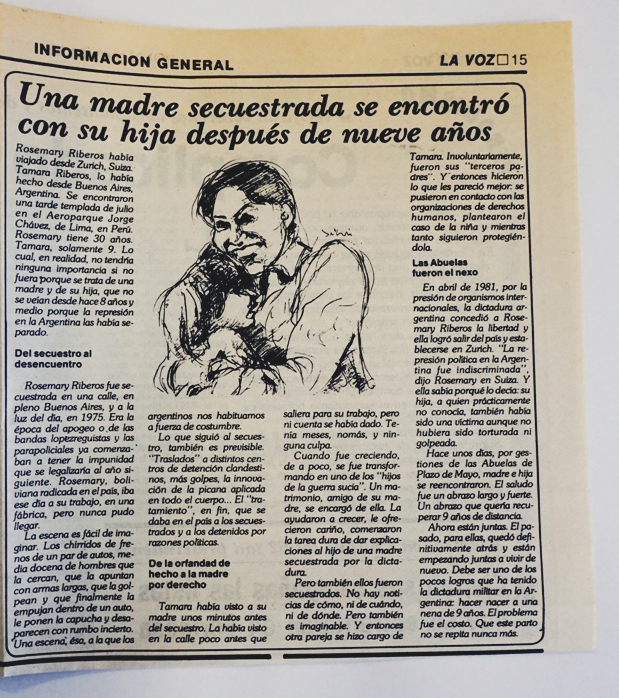 INFORMACION GENERAL
LA VOZ□15
Una madre secuestrada se encontró
con su hija después de nueve años
Rosemary Riberos había
viajado desde Zurich, Suiza.
Tamara Riberos, lo había
hecho desde Buenos Aires,
Argentina. Se encontraron
una tarde templada de julio
en el Aeroparque Jorge
Chávez, de Lima, en Perú.
Rosemary tiene 30 años.
Tamara, solamente 9. Lo
cual, en realidad, no tendría
ninguna importancia si no
fuera porque se trata de una
madre y de su hija, que no
se veían desde hace 8 años y
medio porque la represión
en la Argentina las había se-
parado.
Del secuestro al
desencuentro
Rosemary Riberos fue se-
cuestrada en una calle, en
pleno Buenos Aires, y a la
luz del día, en 1975. Era la
época del apogeo o de las
bandas lopezreguistas y las
parapoliciales ya comenza-
ban a tener la impunidad
que se legalizaría al año si-
guiente. Rosemary, boli-
viana radicada en el país, iba
ese día a su trabajo, en una
fábrica, pero nunca pudo
llegar.
La escena es fácil de ima-
ginar. Los chirridos de fre-
nos de un par de autos, me-
dia docena de hombres que
la cercan, que la apuntan
con armas largas, que la gol-
pean y que finalmente la
empujan dentro de un auto,
le ponen la capucha y desa-
parecen con rumbo incierto.
Una escena, ésa, a la que los
argentinos nos habituamos
a fuerza de costumbre.
Lo que siguió al secues-
tro, también es previsible.
"Traslados" a distintos cen-
tros de detención clandesti-
nos, más golpes, la innova-
ción de la picana aplicada
en todo el cuerpo... El "tra-
tamiento", en fin, que se
daba en el país a los secues-
trados y a los detenidos por
razones políticas.
De la orfandad de
hecho a la madre
por derecho
Tamara había visto a su
madre unos minutos antes
del secuestro. La había visto
en la calle poco antes que
saliera para su trabajo, pero
ni cuenta se había dado. Te-
nía meses, nomás, y nin-
guna culpa.
Cuando fue creciendo,
de a poco, se fue transfor-
mando en uno de los "hijos
de la guerra sucia". Un ma-
trimonio, amigo de su ma-
dre, se encargó de ella. La
ayudaron a crecer, le ofre-
cieron cariño, comenzaron
la tarea dura de dar explica-
ciones al hijo de una madre
secuestrada por la dicta-
dura.
Pero también ellos fueron
secuestrados. No hay noti-
cias de cómo, ni de cuándo,
ni de dónde. Pero también
es imaginable. Y entonces
otra pareja se hizo cargo de
Tamara. Involuntariamente,
fueron sus "terceros pa-
dres". Y entonces hicieron
lo que les pareció mejor: se
pusieron en contacto con las
organizaciones de derechos
humanos, plantearon el
caso de la niña y mientras
tanto siguieron protegién-
dola.
Las Abuelas
fueron el nexo
En abril de 1981, por la
presión de organismos inter-
nacionales, la dictadura ar-
gentina concedió a Rose-
mary Riberos la libertad y
ella logró salir del país y esta-
blecerse en Zurich. "La re-
presión política en la Argen-
tina fue indiscriminada",
dijo Rosemary en Suiza. Y
ella sabía porqué lo decía: su
hija, a quien prácticamente
no conocía, también había
sido una víctima aunque no
hubiera sido torturada ni
golpeada.
Hace unos días, por ges-
tiones de las Abuelas de
Plaza de Mayo, madre e hija
se reencontraron. El saludo
fue un abrazo largo y fuerte.
Un abrazo que quería recu-
perar 9 años de distancia.
Ahora están juntas. El pa-
sado, para ellas, quedó defi-
nitivamente atrás y están
empezando juntas a vivir de
nuevo. Debe ser uno de los
pocos logros que ha tenido
la dictadura militar en la Ar-
gentina: hacer nacer a una
nena de 9 años. El problema
fue el costo. Que este parto
no se repita nunca más.